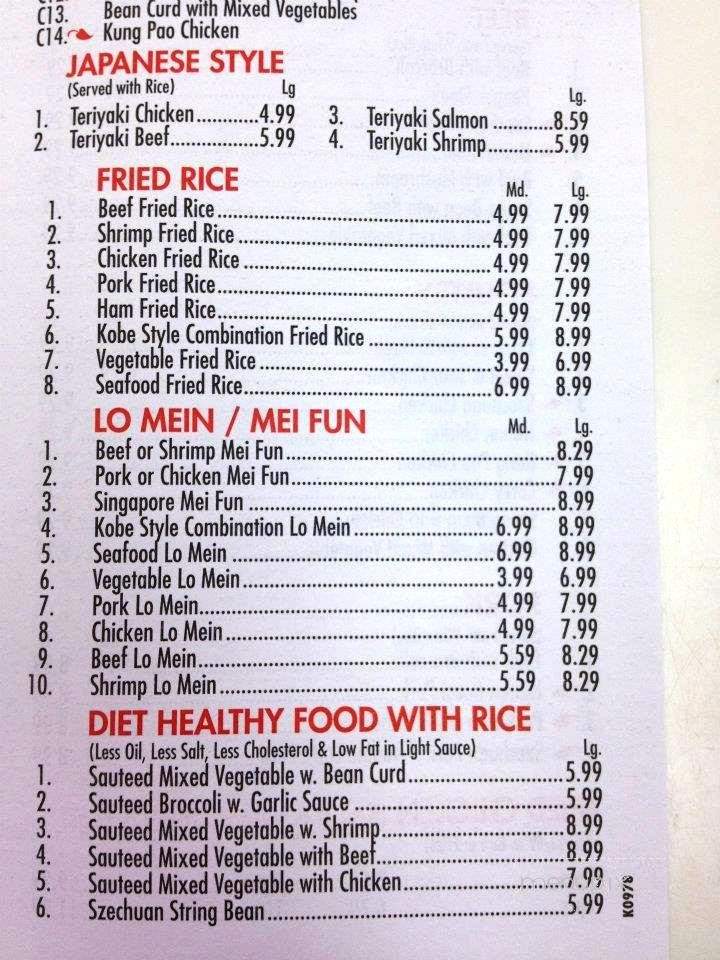 C13. Bean Curd with Mixed Vegetables
C14. Kung Pao Chicken
JAPANESE STYLE
(Served with Rice) Lg Lg.
1. Teriyaki Chicken............4.99 3. Teriyaki Salmon ...........8.59
2. Teriyaki Beef.................5.99 4. Teriyaki Shrimp............5.99
FRIED RICE Md. Lg.
1. Beef Fried Rice..........4.99 7.99
2. Shrimp Fried Rice..........4.99 7.99
3. Chicken Fried Rice ..........4.99 7.99
4. Pork Fried Rice..........4.99 7.99
5. Ham Fried Rice..........4.99 7.99
6. Kobe Style Combination Fried Rice ..........5.99 8.99
7. Vegetable Fried Rice ..........3.99 6.99
8. Seafood Fried Rice..........6.99 8.99
LO MEIN / MEI FUN Md. Lg.
1. Beef or Shrimp Mei Fun..........8.29
2. Pork or Chicken Mei Fun..........7.99
3. Singapore Mei Fun ..........8.99
4. Kobe Style Combination Lo Mein..........6.99 8.99
5. Seafood Lo Mein ..........6.99 8.99
6. Vegetable Lo Mein..........3.99 6.99
7. Pork Lo Mein..........4.99 7.99
8. Chicken Lo Mein..........4.99 7.99
9. Beef Lo Mein..........5.59 8.29
10. Shrimp Lo Mein..........5.59 8.29
DIET HEALTHY FOOD WITH RICE
(Less Oil, Less Salt, Less Cholesterol & Low Fat in Light Sauce) Lg.
1. Sauteed Mixed Vegetable w. Bean Curd..........5.99
2. Sauteed Broccoli w. Garlic Sauce ..........5.99
3. Sauteed Mixed Vegetable w. Shrimp..........8.99
4. Sauteed Mixed Vegetable with Beef..........8.99
5. Sauteed Mixed Vegetable with Chicken..........7.99
6. Szechuan String Bean..........5.99
K0978